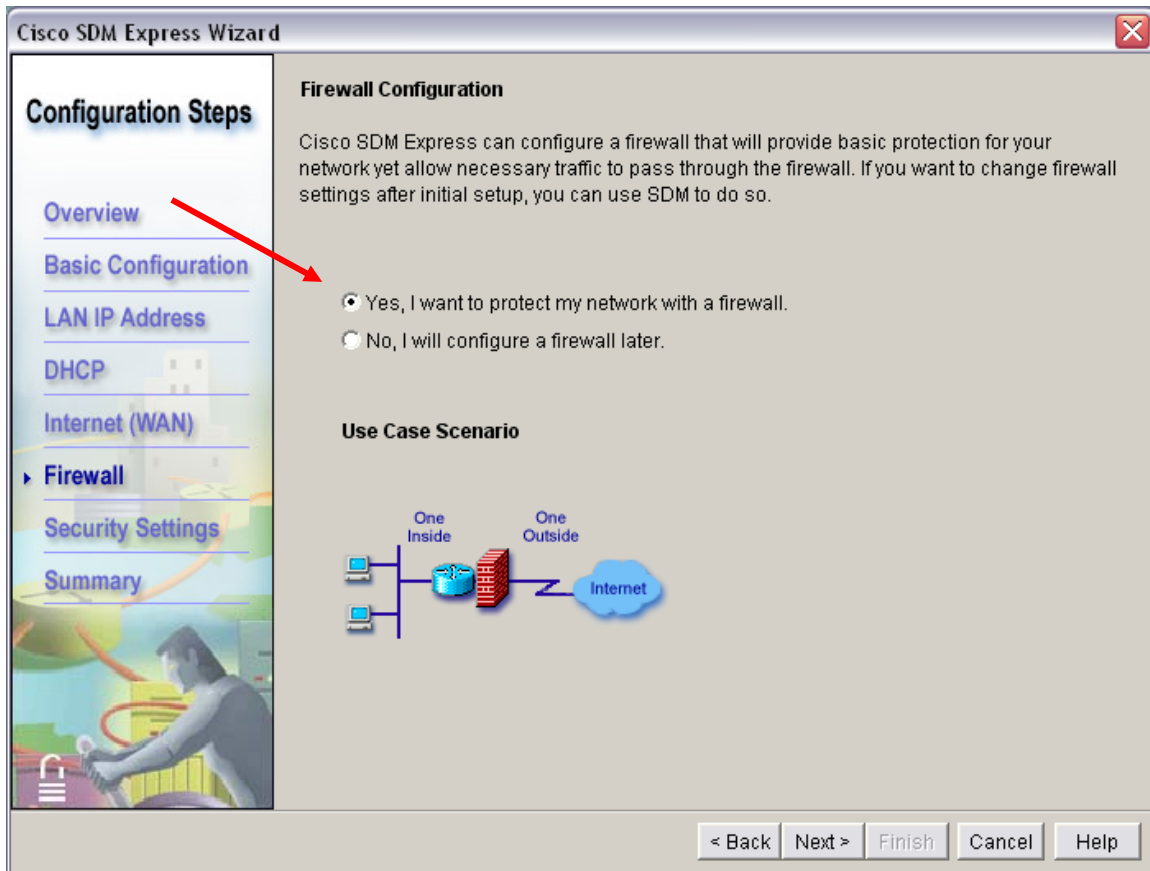 Cisco SDM Express Wizard
Configuration Steps
Overview
Basic Configuration
LAN IP Address
DHCP
Internet (WAN)
Firewall
Security Settings
Summary
Firewall Configuration
Cisco SDM Express can configure a firewall that will provide basic protection for your
network yet allow necessary traffic to pass through the firewall. If you want to change firewall
settings after initial setup, you can use SDM to do so.
Yes, I want to protect my network with a firewall.
No, I will configure a firewall later.
Use Case Scenario
One
Inside
One
Outside
Internet
< Back
Next >
Finish
Cancel
Help